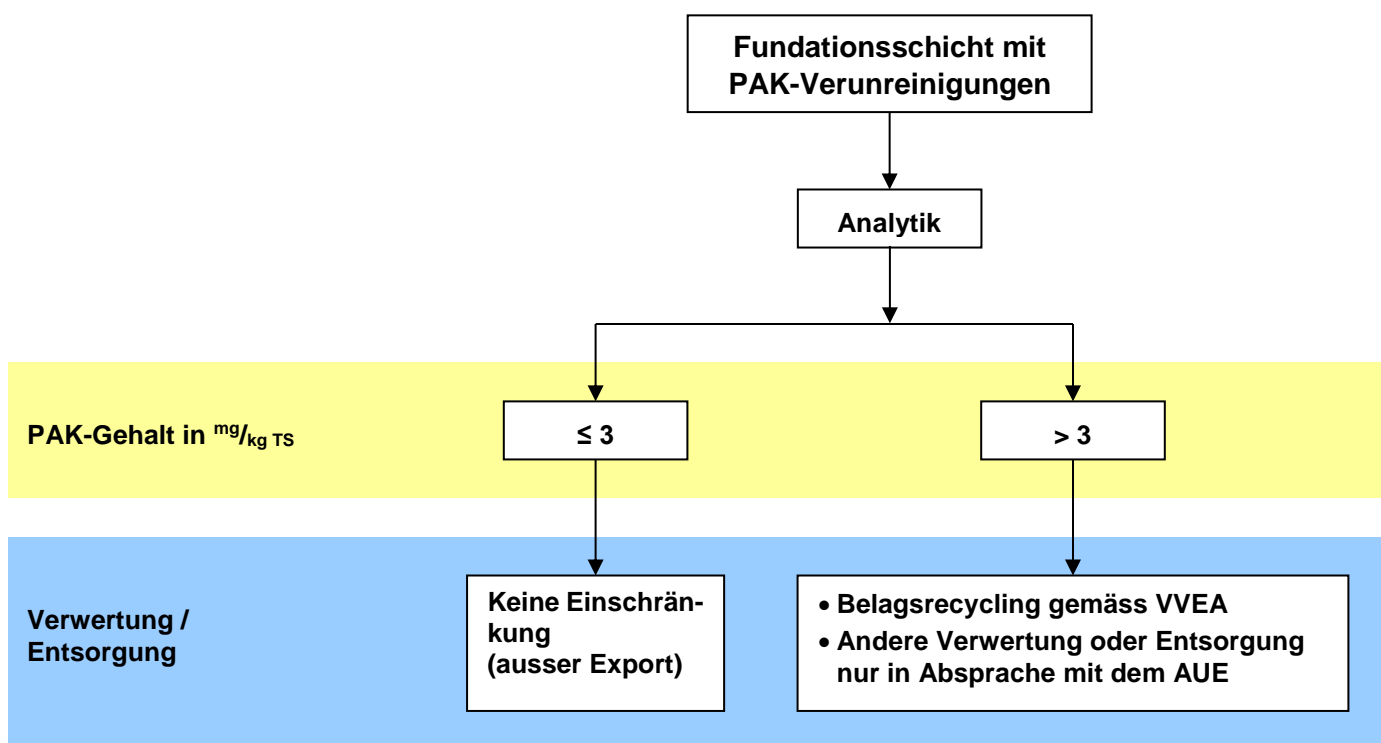 Fundationsschicht mit
PAK-Verunreinigungen
Analytik
PAK-Gehalt in mg/kg TS
≤ 3
> 3
Verwertung /
Entsorgung
Keine Einschrän-
kung
(ausser Export)
• Belagsrecycling gemäss VVEA
• Andere Verwertung oder Entsorgung
nur in Absprache mit dem AUE